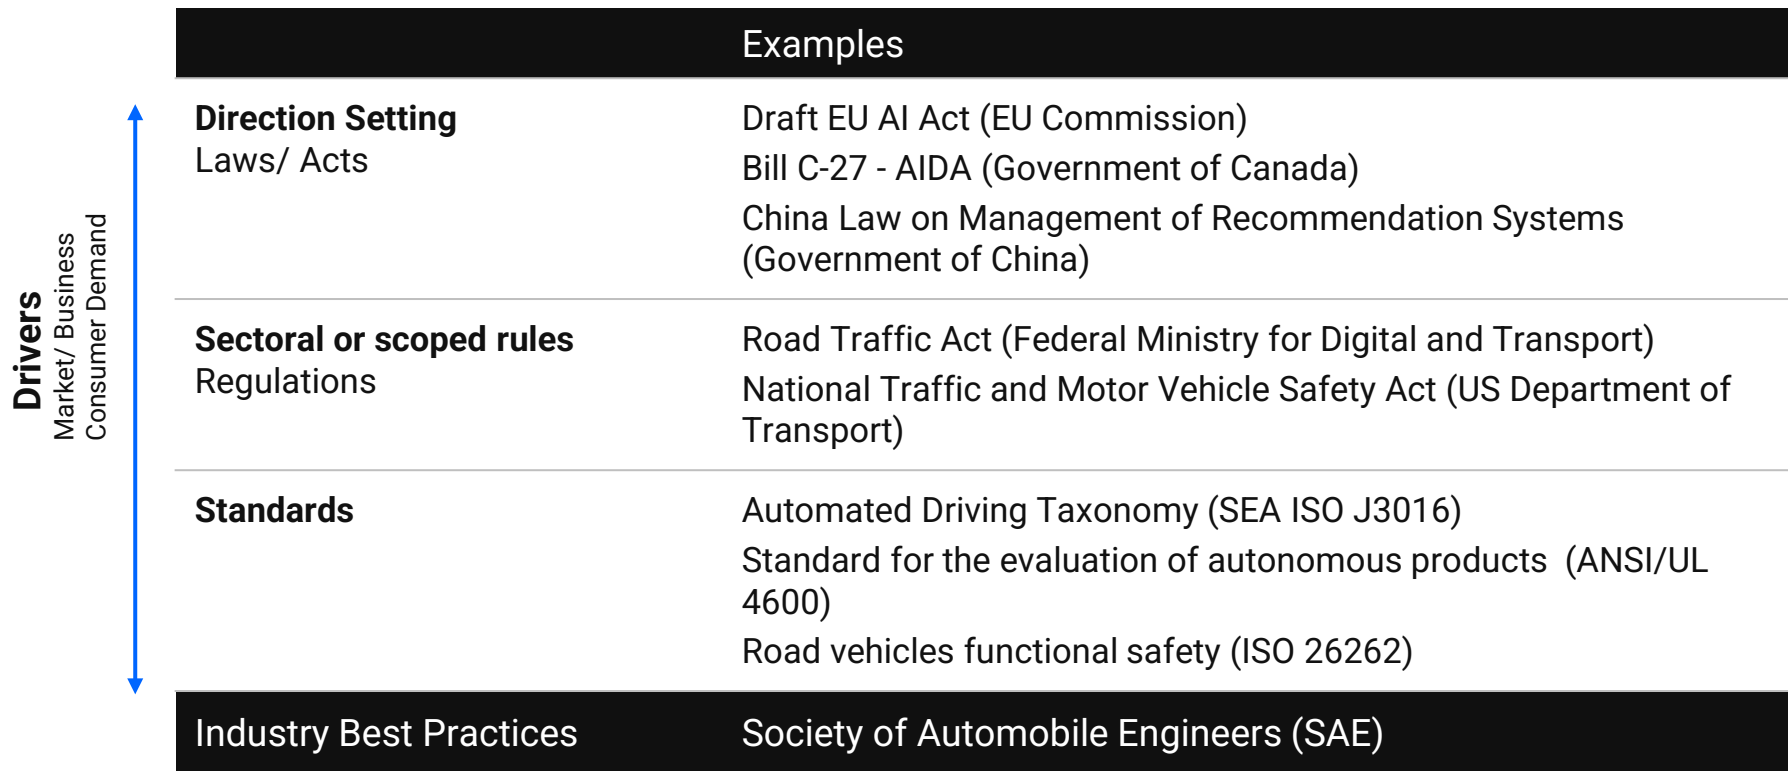 Examples
Drivers
Market/ Business
Consumer Demand
Direction Setting
Laws/ Acts
Draft EU AI Act (EU Commission)
Bill C-27 - AIDA (Government of Canada)
China Law on Management of Recommendation Systems
(Government of China)
Sectoral or scoped rules
Regulations
Road Traffic Act (Federal Ministry for Digital and Transport)
National Traffic and Motor Vehicle Safety Act (US Department of
Transport)
Standards
Automated Driving Taxonomy (SEA ISO J3016)
Standard for the evaluation of autonomous products  (ANSI/UL
4600)
Road vehicles functional safety (ISO 26262)
Industry Best Practices
Society of Automobile Engineers (SAE)